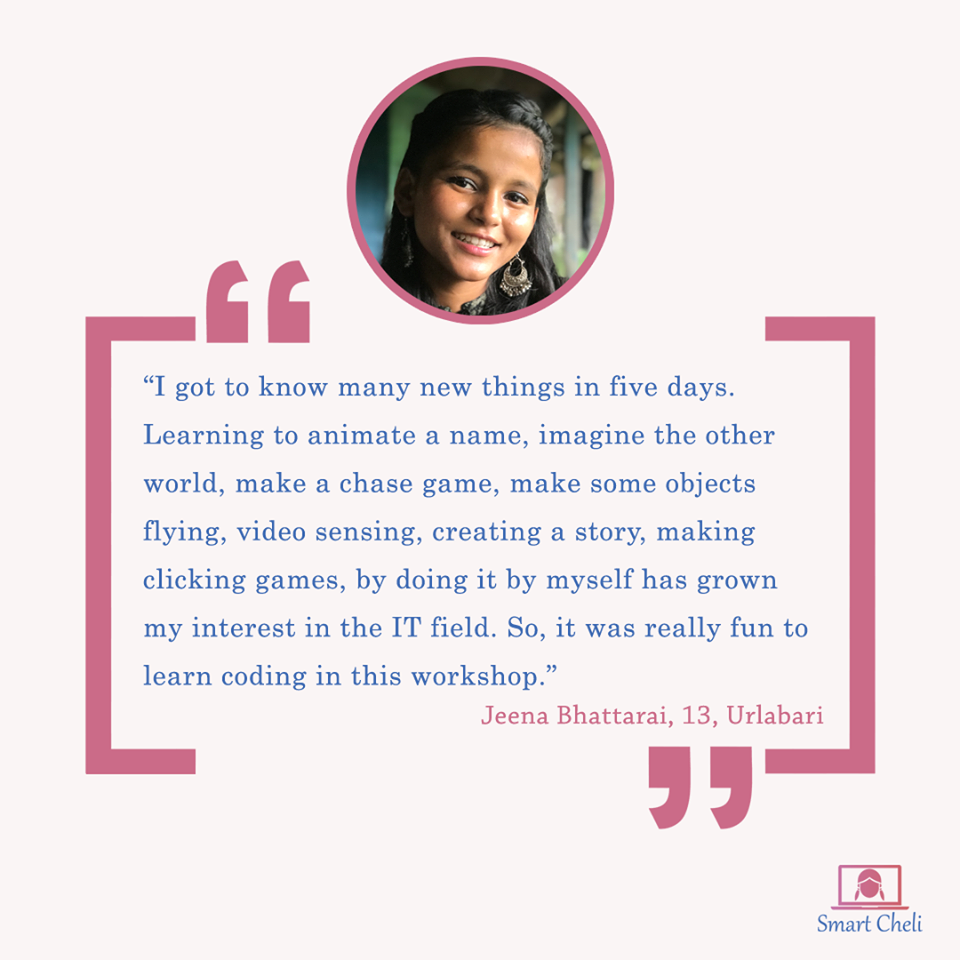 “I got to know many new things in five days.
Learning to animate a name, imagine the other
world, make a chase game, make some objects
flying, video sensing, creating a story, making
clicking games, by doing it by myself has grown
my interest in the IT field. So, it was really fun to
learn coding in this workshop.”
Jeena Bhattarai, 13, Urlabari
Smart Cheli